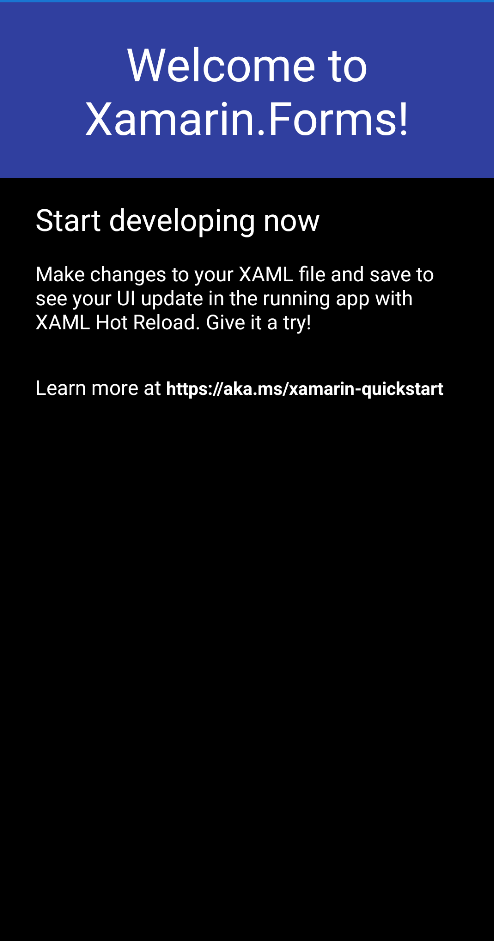 Welcome to
Xamarin.Forms!
Start developing now
Make changes to your XAML file and save to
see your UI update in the running app with
XAML Hot Reload. Give it a try!
Learn more at https://aka.ms/xamarin-quickstart